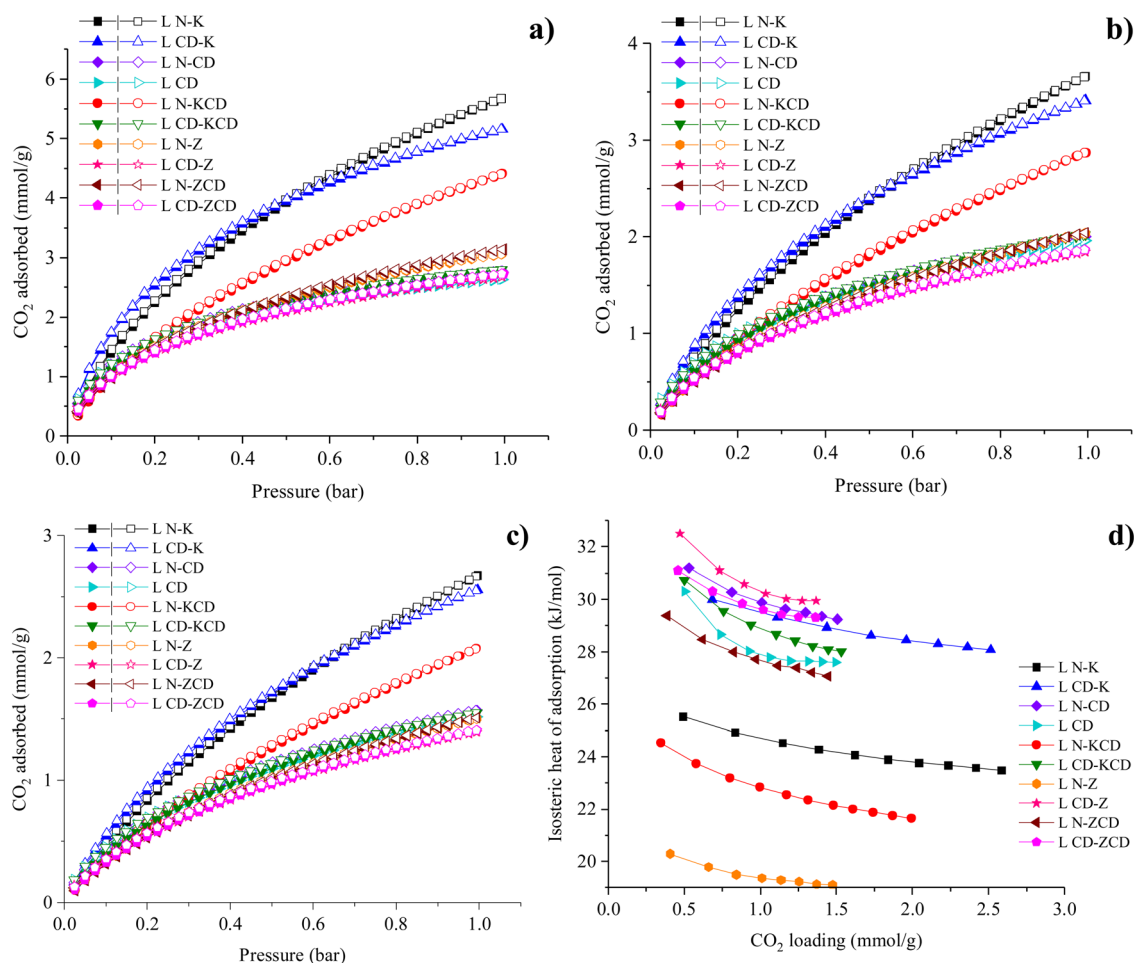 a)
L N-K
L CD-K
L N-CD
L CD
L N-KCD
L CD-KCD
L N-Z
L CD-Z
L N-ZCD
L CD-ZCD
CO2 adsorbed (mmol/g)
6
5
4
3
2
1
0
0.0 0.2 0.4 0.6 0.8 1.0
Pressure (bar)
b)
L N-K
L CD-K
L N-CD
L CD
L N-KCD
L CD-KCD
L N-Z
L CD-Z
L N-ZCD
L CD-ZCD
CO2 adsorbed (mmol/g)
4
3
2
1
0
0.0 0.2 0.4 0.6 0.8 1.0
Pressure (bar)
c)
L N-K
L CD-K
L N-CD
L CD
L N-KCD
L CD-KCD
L N-Z
L CD-Z
L N-ZCD
L CD-ZCD
CO2 adsorbed (mmol/g)
3
2
1
0
0.0 0.2 0.4 0.6 0.8 1.0
Pressure (bar)
d)
Isosteric heat of adsorption (kJ/mol)
32
30
28
26
24
22
20
L N-K
L CD-K
L N-CD
L CD
L N-KCD
L CD-KCD
L N-Z
L CD-Z
L N-ZCD
L CD-ZCD
0.0 0.5 1.0 1.5 2.0 2.5 3.0
CO2 loading (mmol/g)